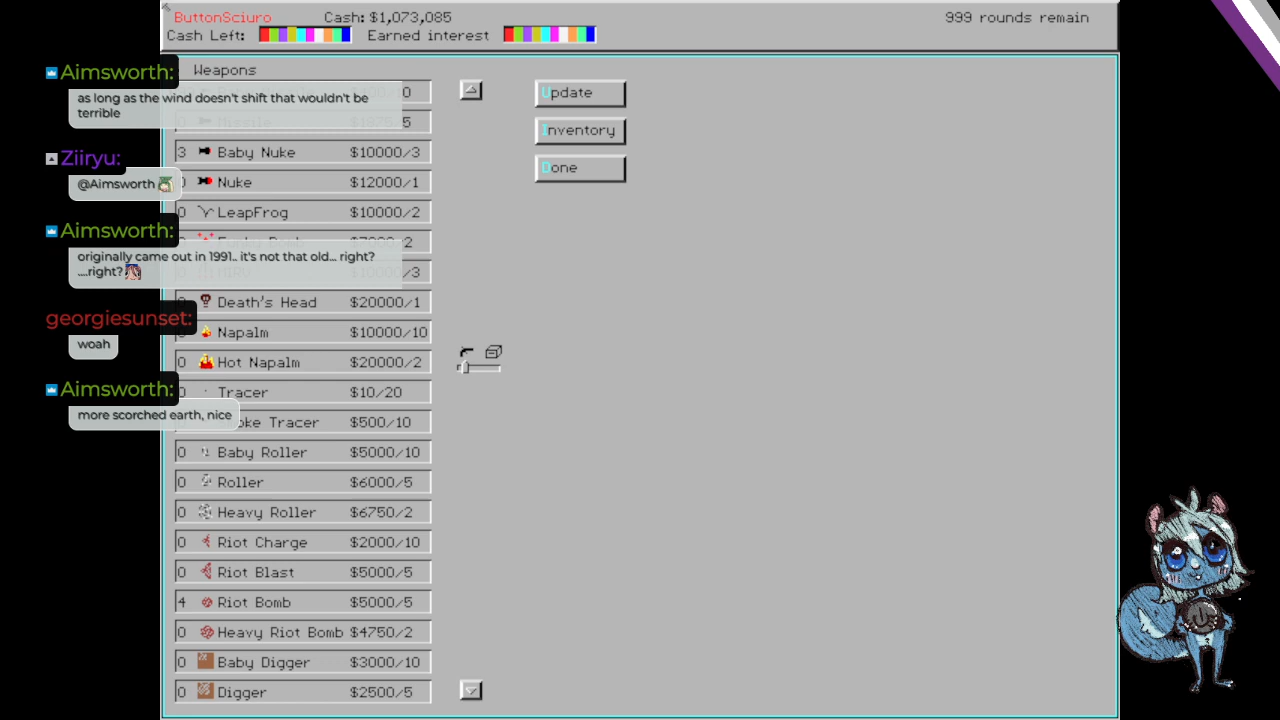 ButtonSciuro Cash: $1,073,085 999 rounds remain
Cash Left: Earned interest
Weapons
Aimsworth:
as long as the wind doesn't shift that wouldn't be
terrible
Ziiryu:
@Aimsworth
Aimsworth:
originally came out in 1991.. it's not that old... right?
....right?
georgiesunset:
woah
Aimsworth:
more scorched earth, nice
3 Baby Nuke $10000/3
Nuke $12000/1
0 LeapFrog $10000/2
Death's Head $20000/1
Napalm $10000/10
0 Hot Napalm $20000/2
Tracer $10/20
Tracer $500/10
0 Baby Roller $5000/10
0 Roller $6000/5
0 Heavy Roller $6750/2
0 Riot Charge $2000/10
0 Riot Blast $5000/5
4 Riot Bomb $5000/5
0 Heavy Riot Bomb $4750/2
0 Baby Digger $3000/10
0 Digger $2500/5
Update
Inventory
Done